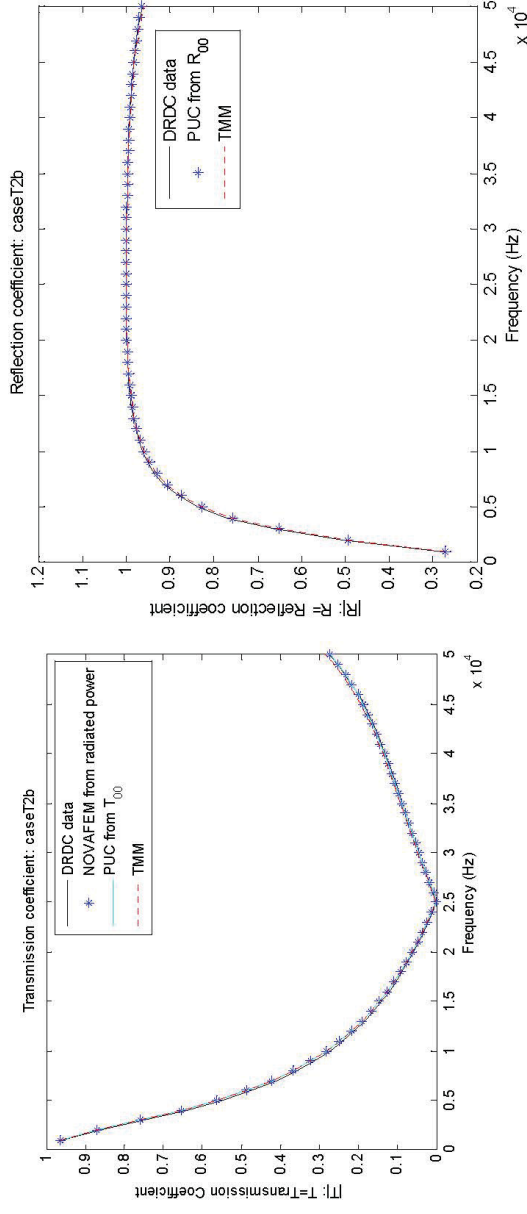 Transmission coefficient: caseT2b
|T|: T=Transmission Coefficient
1
0.9
0.8
0.7
0.6
0.5
0.4
0.3
0.2
0.1
0
0 0.5 1 1.5 2 2.5 3 3.5 4 4.5 5
x 10^4
Frequency (Hz)
DRDC data
NOVAFEM from radiated power
PUC from T_00
TMM
Reflection coefficient: caseT2b
|R|: R= Reflection coefficient
1.2
1.1
1
0.9
0.8
0.7
0.6
0.5
0.4
0.3
0.2
0 0.5 1 1.5 2 2.5 3 3.5 4 4.5 5
x 10^4
Frequency (Hz)
DRDC data
PUC from R_00
TMM